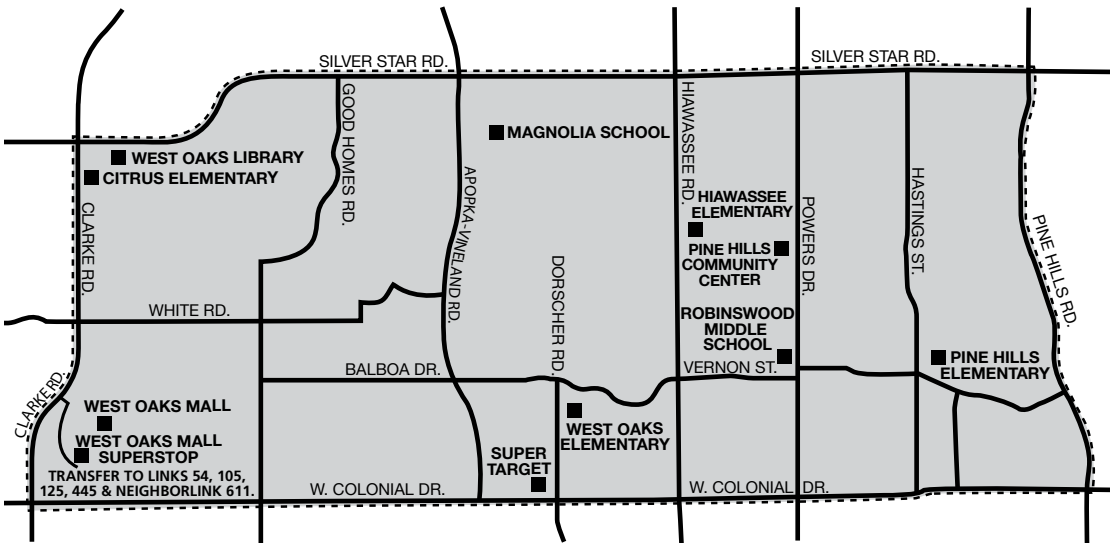 SILVER STAR RD.
SILVER STAR RD.
GOOD HOMES RD.
HIAWASSEE RD.
MAGNOLIA SCHOOL
WEST OAKS LIBRARY
CITRUS ELEMENTARY
APOPKA-VINELAND RD.
HASTINGS ST.
HIAWASSEE
ELEMENTARY
POWERS DR.
CLARKE RD.
PINE HILLS
COMMUNITY
CENTER
PINE HILLS RD.
DORSCHER RD.
WHITE RD.
ROBINSWOOD
MIDDLE
SCHOOL
BALBOA DR.
VERNON ST.
PINE HILLS
ELEMENTARY
CLARKE RD.
WEST OAKS MALL
WEST OAKS MALL
SUPERSTOP
TRANSFER TO LINKS 54, 105,
125, 445 & NEIGHBORLINK 611.
WEST OAKS
ELEMENTARY
SUPER
TARGET
W. COLONIAL DR.
W. COLONIAL DR.